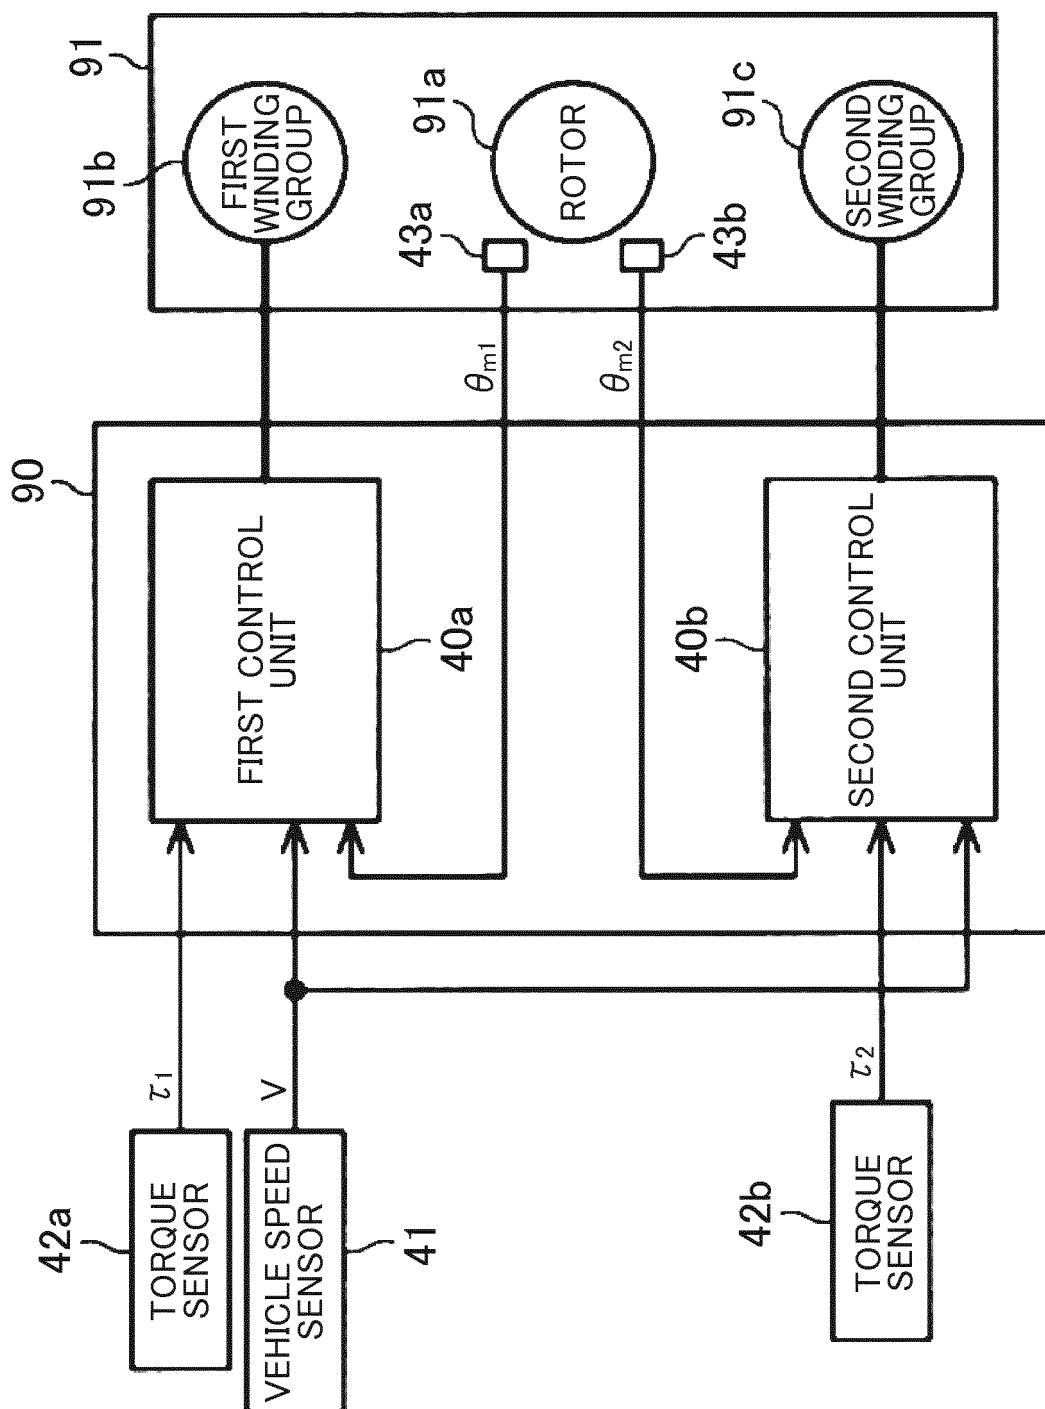 91
91b
FIRST
WINDING
GROUP
91a
ROTOR
91c
SECOND
WINDING
GROUP
43a
43b
θm1
θm2
90
FIRST CONTROL
UNIT
40a
SECOND CONTROL
UNIT
40b
τ1
V
τ2
42a
TORQUE
SENSOR
VEHICLE SPEED
SENSOR
41
42b
TORQUE
SENSOR